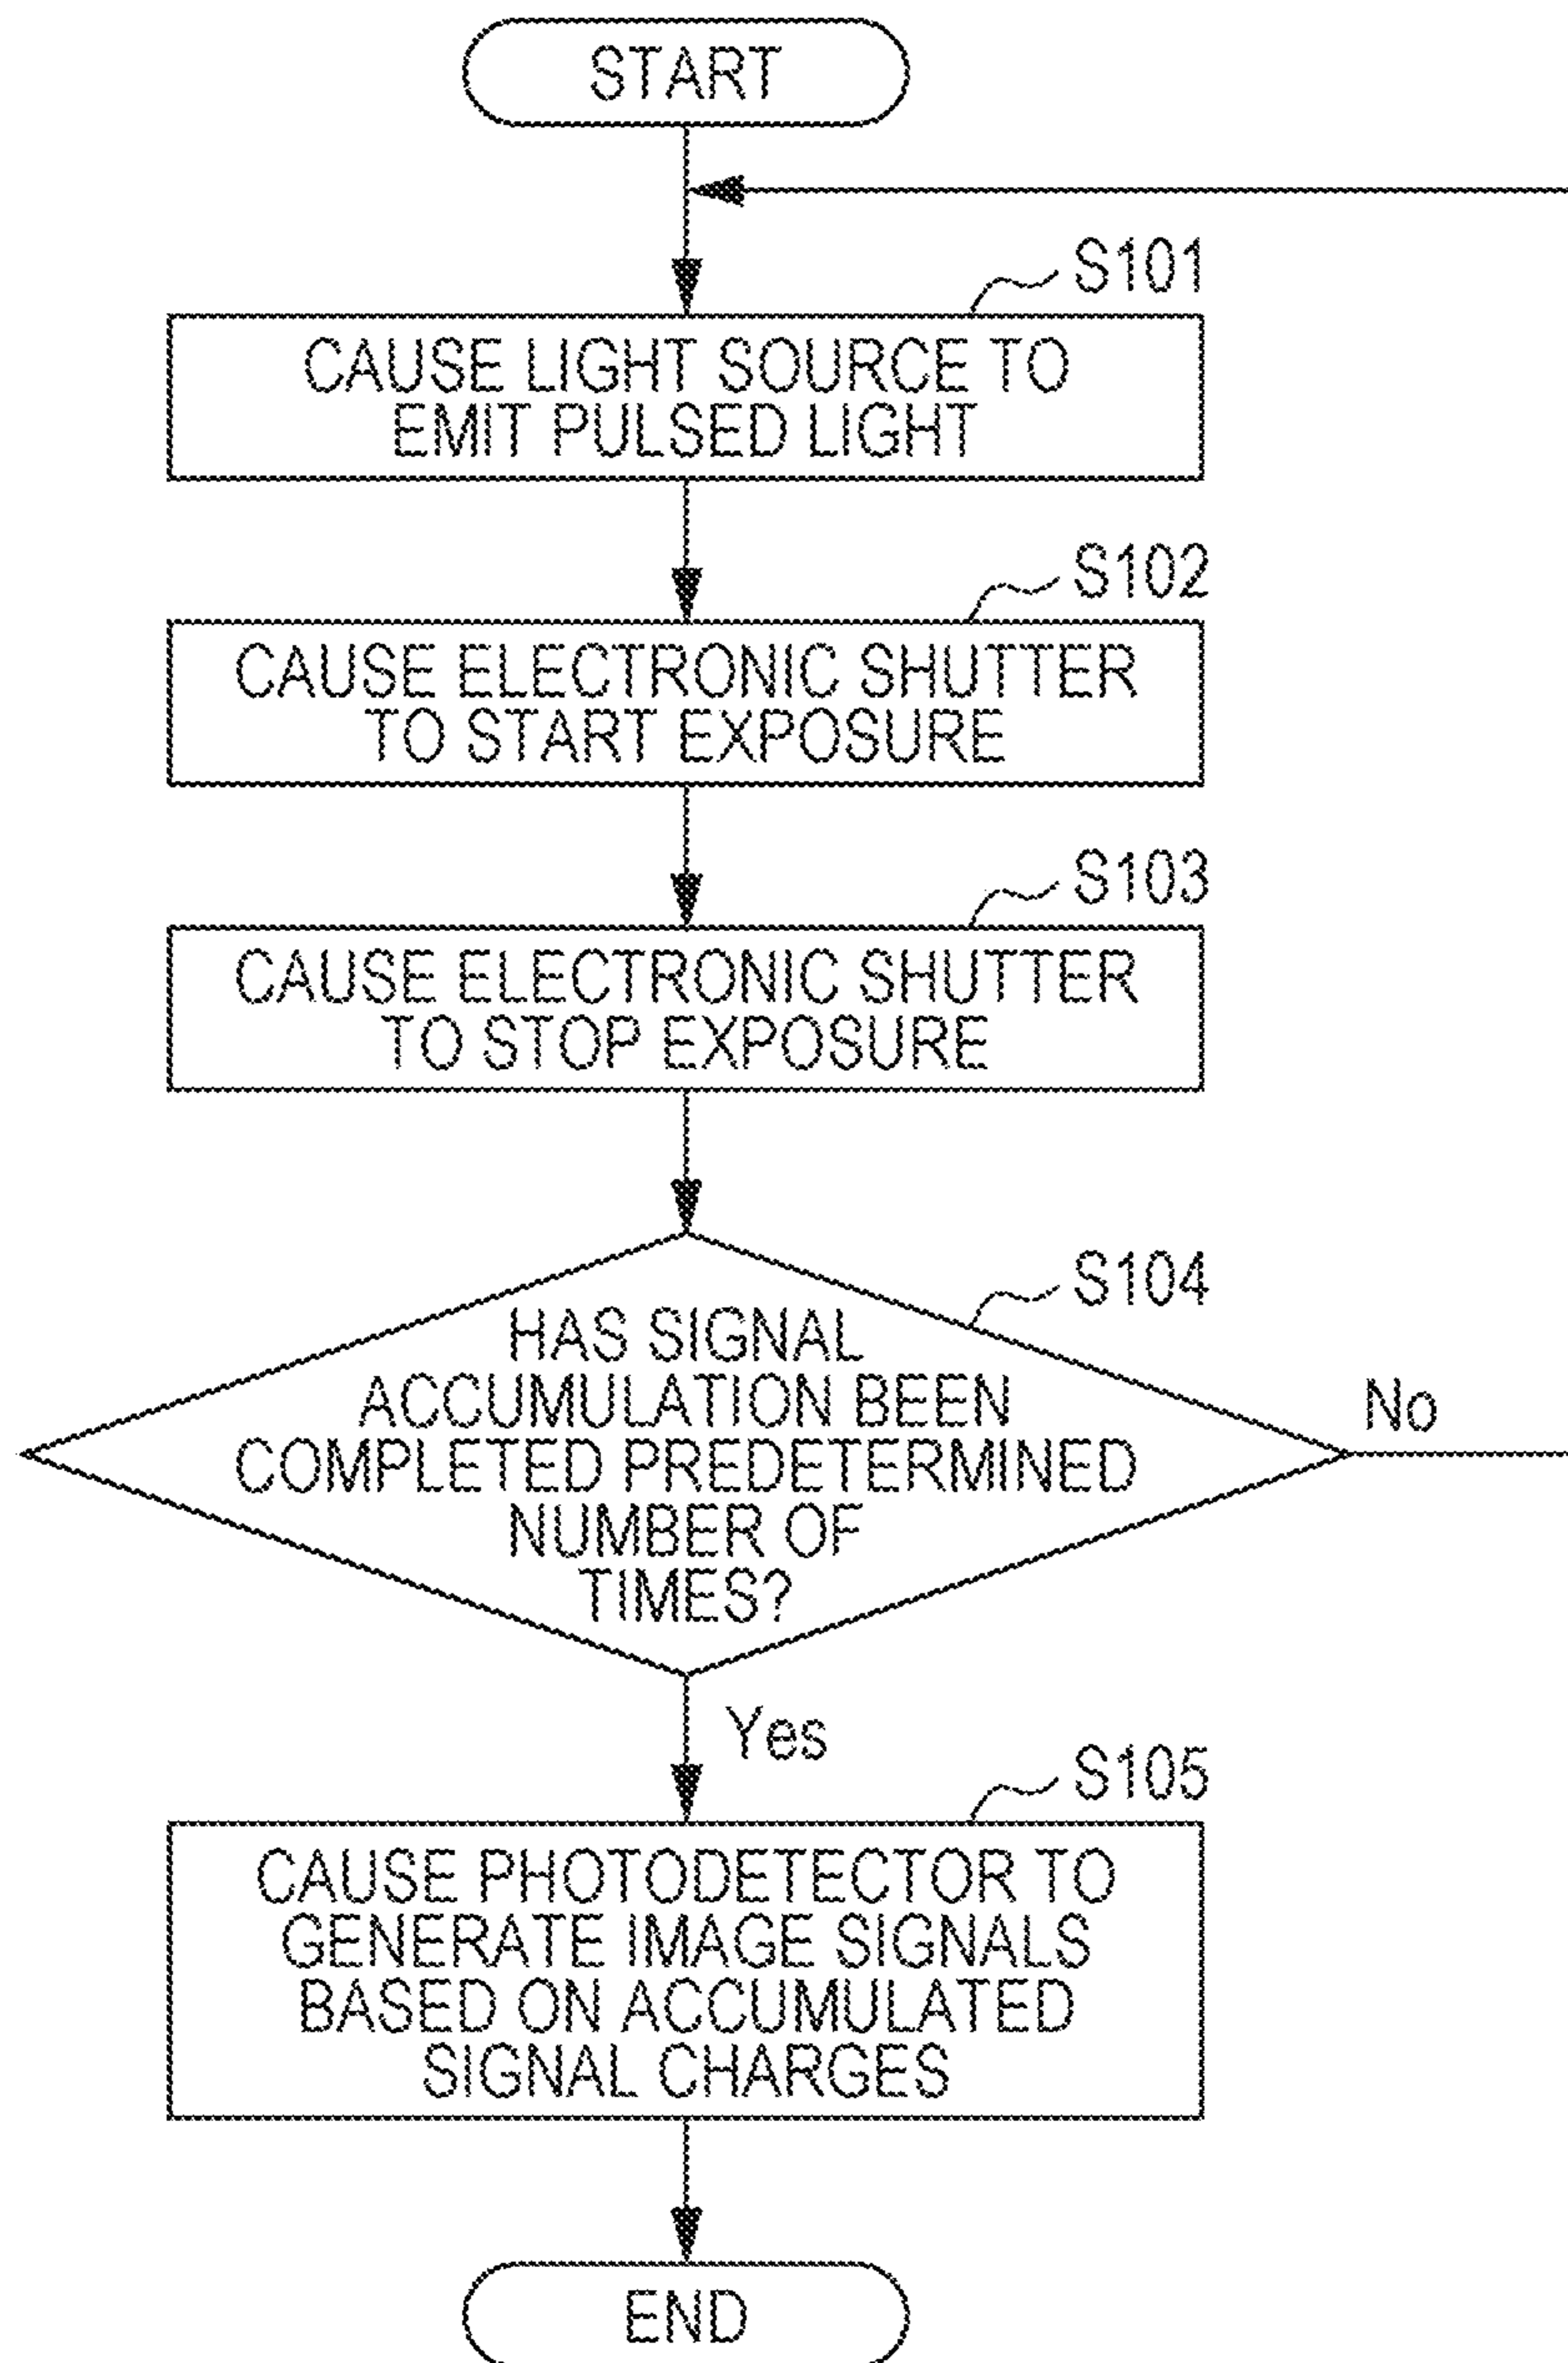 START
S101
CAUSE LIGHT SOURCE TO
EMIT PULSED LIGHT
S102
CAUSE ELECTRONIC SHUTTER
TO START EXPOSURE
S103
CAUSE ELECTRONIC SHUTTER
TO STOP EXPOSURE
S104
HAS SIGNAL
ACCUMULATION BEEN
COMPLETED PREDETERMINED
NUMBER OF
TIMES?
No
Yes
S105
CAUSE PHOTODETECTOR TO
GENERATE IMAGE SIGNALS
BASED ON ACCUMULATED
SIGNAL CHARGES
END